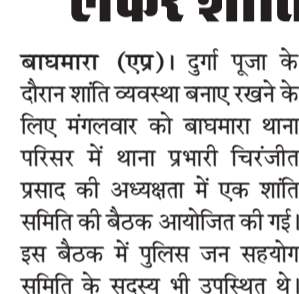 लेकर शांति
बाघमारा (एप्र)। दुर्गा पूजा के
दौरान शांति व्यवस्था बनाए रखने के
लिए मंगलवार को बाघमारा थाना
परिसर में थाना प्रभारी चिरंजीत
प्रसाद की अध्यक्षता में एक शांति
समिति की बैठक आयोजित की गई।
इस बैठक में पुलिस जन सहयोग
समिति के सदस्य भी उपस्थित थे।